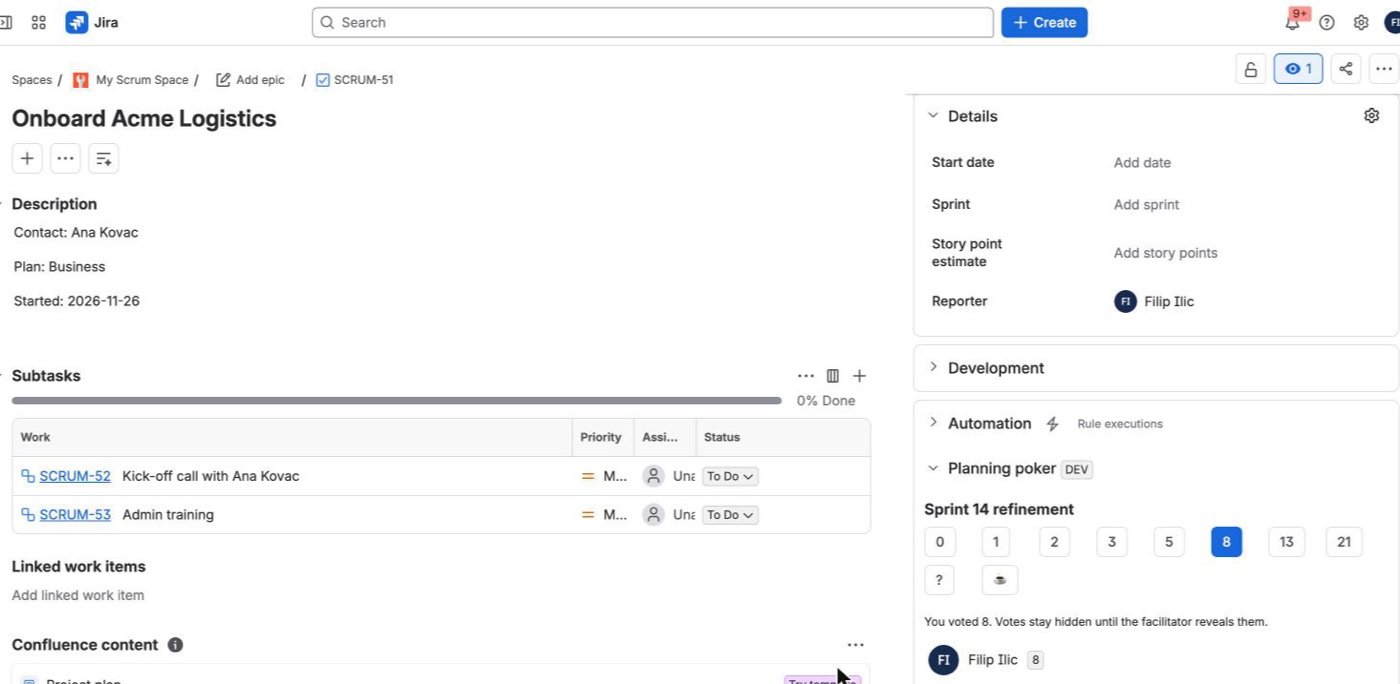 Jira
Search
+ Create
9+
FI
Spaces / My Scrum Space / Add epic / SCRUM-51
1
Onboard Acme Logistics
Description
Contact: Ana Kovac
Plan: Business
Started: 2026-11-26
Subtasks
0% Done
Work Priority Assi... Status
SCRUM-52 Kick-off call with Ana Kovac M... Una To Do
SCRUM-53 Admin training M... Una To Do
Linked work items
Add linked work item
Confluence content
Project plan
Details
Start date Add date
Sprint Add sprint
Story point
estimate
Add story points
Reporter FI Filip Ilic
Development
Automation Rule executions
Planning poker DEV
Sprint 14 refinement
0 1 2 3 5 8 13 21
?
You voted 8. Votes stay hidden until the facilitator reveals them.
FI Filip Ilic 8